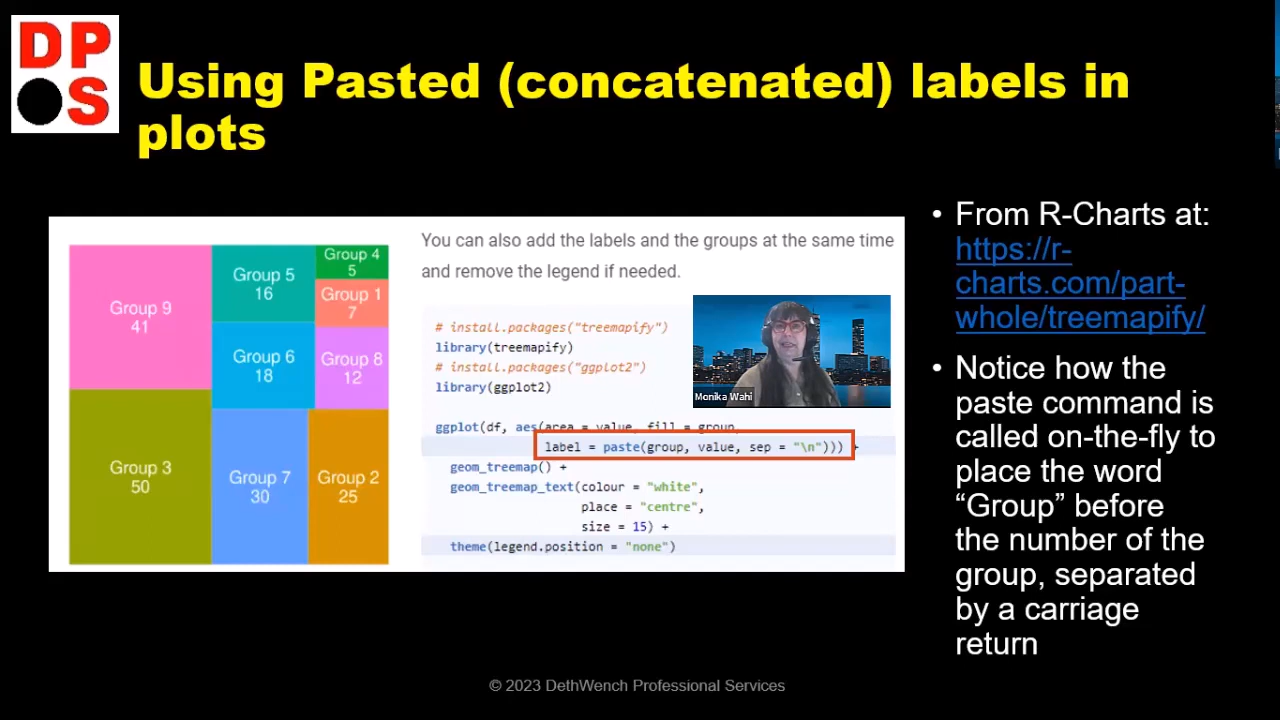 DP
S
Using Pasted (concatenated) labels in
plots
Group 9
41
Group 3
50
Group 5
16
Group 6
18
Group 7
30
Group 4
5
Group 1
7
Group 8
12
Group 2
25
You can also add the labels and the groups at the same time
and remove the legend if needed.
# install.packages("treemapify")
library(treemapify)
# install.packages("ggplot2")
library(ggplot2)
ggplot(df, aes(area = value, fill = group,
label = paste(group, value, sep = "\n"))) +
geom_treemap() +
geom_treemap_text(colour = "white",
place = "centre",
size = 15) +
theme(legend.position = "none")
Monika Wahi
• From R-Charts at:
https://r-
charts.com/part-
whole/treemapify/
• Notice how the
paste command is
called on-the-fly to
place the word
“Group” before
the number of the
group, separated
by a carriage
return
© 2023 DethWench Professional Services